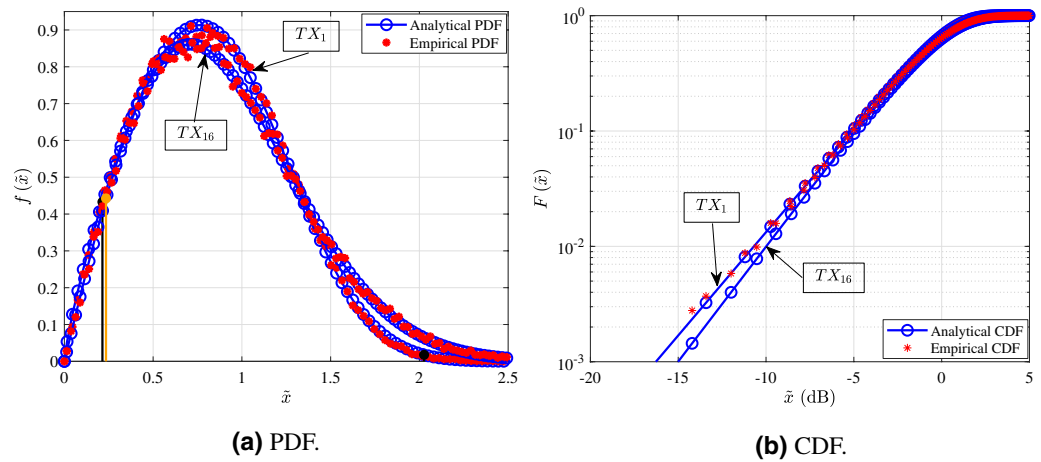 0.9
0.8
0.7
0.6
0.5
0.4
0.3
0.2
0.1
0
f (x̃)
0 0.5 1 1.5 2 2.5
x̃
Analytical PDF
Empirical PDF
TX₁
TX₁₆
(a) PDF.
10⁰
10⁻¹
10⁻²
10⁻³
F (x̃)
-20 -15 -10 -5 0 5
x̃ (dB)
TX₁
TX₁₆
Analytical CDF
Empirical CDF
(b) CDF.